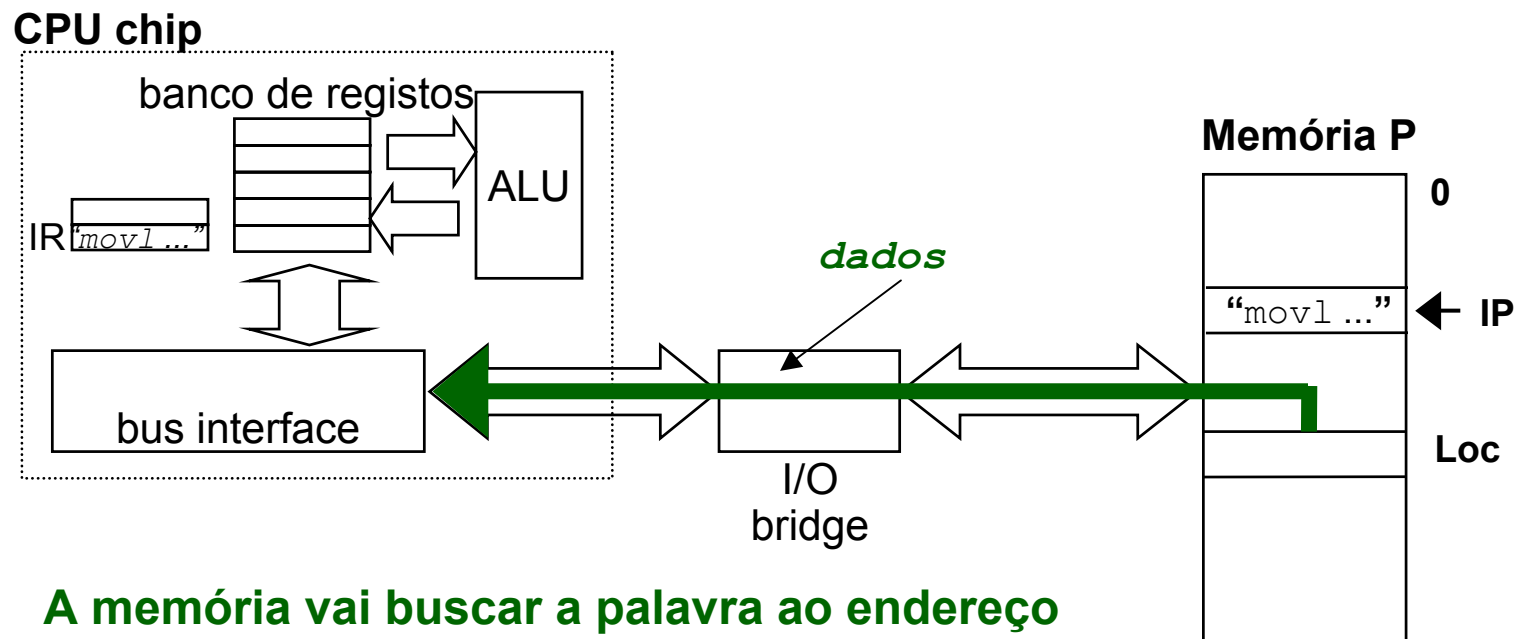 CPU chip
banco de registos
ALU
IR
“movl …”
bus interface
dados
I/O
bridge
Memória P
0
“movl …”
IP
Loc
A memória vai buscar a palavra ao endereço